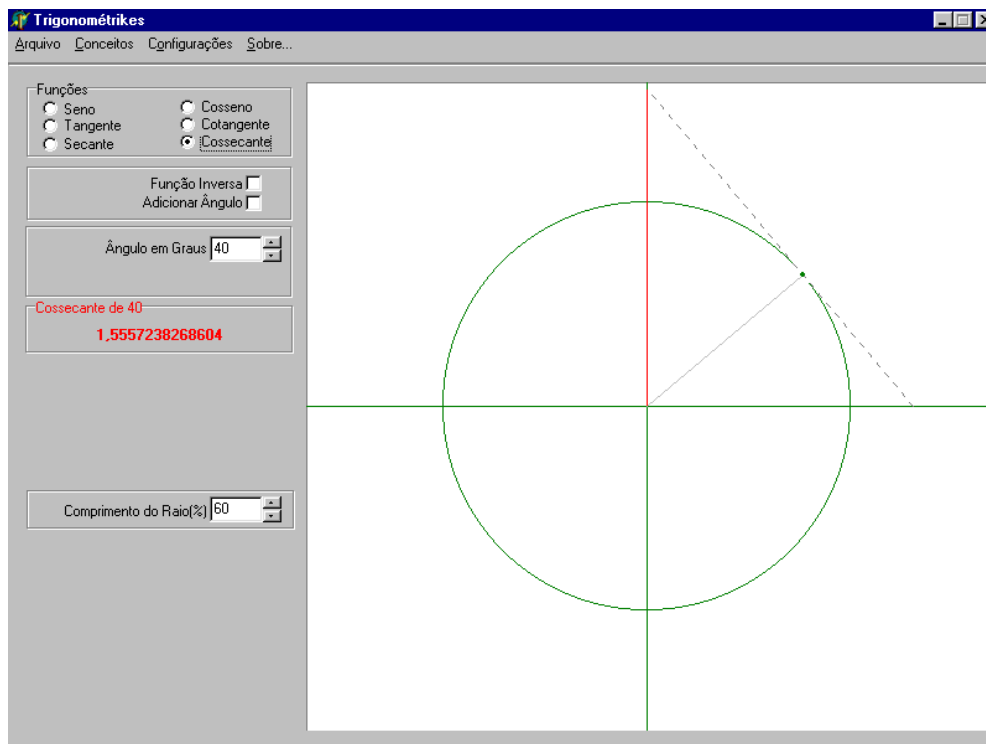 Trigonométrikes
Arquivo Conceitos Configurações Sobre...
Funções
Seno Cosseno
Tangente Cotangente
Secante Cossecante
Função Inversa
Adicionar Ângulo
Ângulo em Graus 40
Cossecante de 40
1,5557238268604
Comprimento do Raio(%) 60